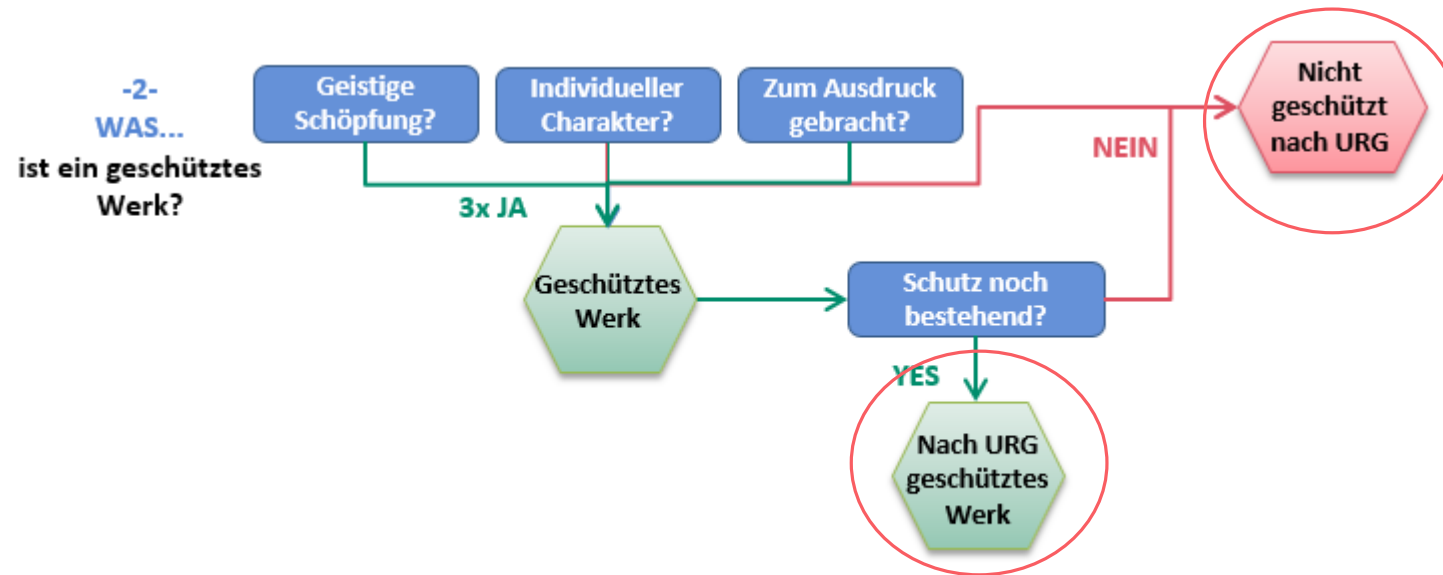 -2-
WAS...
ist ein geschütztes
Werk?
Geistige
Schöpfung?
Individueller
Charakter?
Zum Ausdruck
gebracht?
Nicht
geschützt
nach URG
NEIN
3x JA
Geschütztes
Werk
Schutz noch
bestehend?
YES
Nach URG
geschütztes
Werk